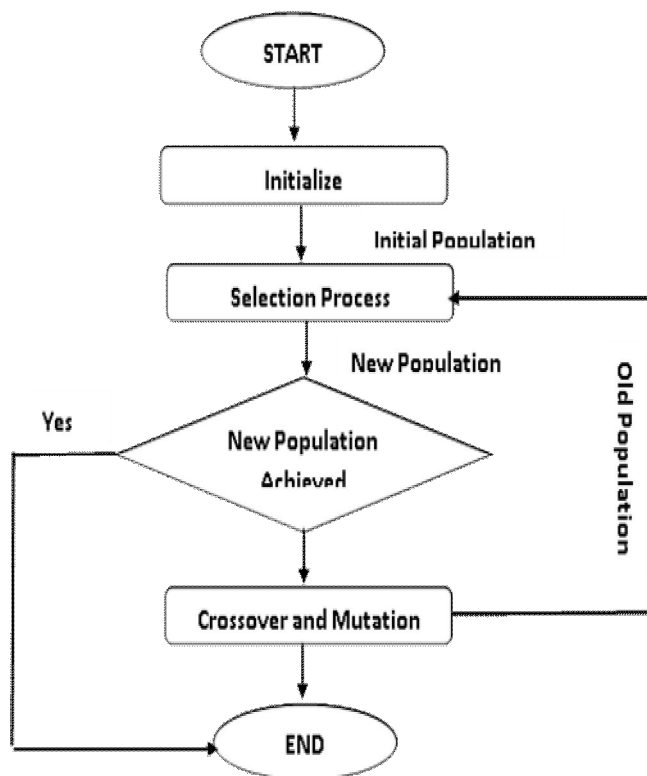 START
Initialize
Initial Population
Selection Process
New Population
Yes
New Population
Achieved
Old Population
Crossover and Mutation
END